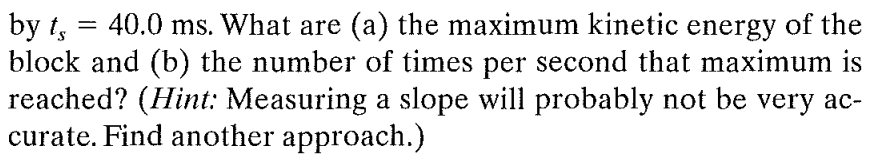 by tₛ = 40.0 ms. What are (a) the maximum kinetic energy of the
block and (b) the number of times per second that maximum is
reached? (Hint: Measuring a slope will probably not be very ac-
curate. Find another approach.)